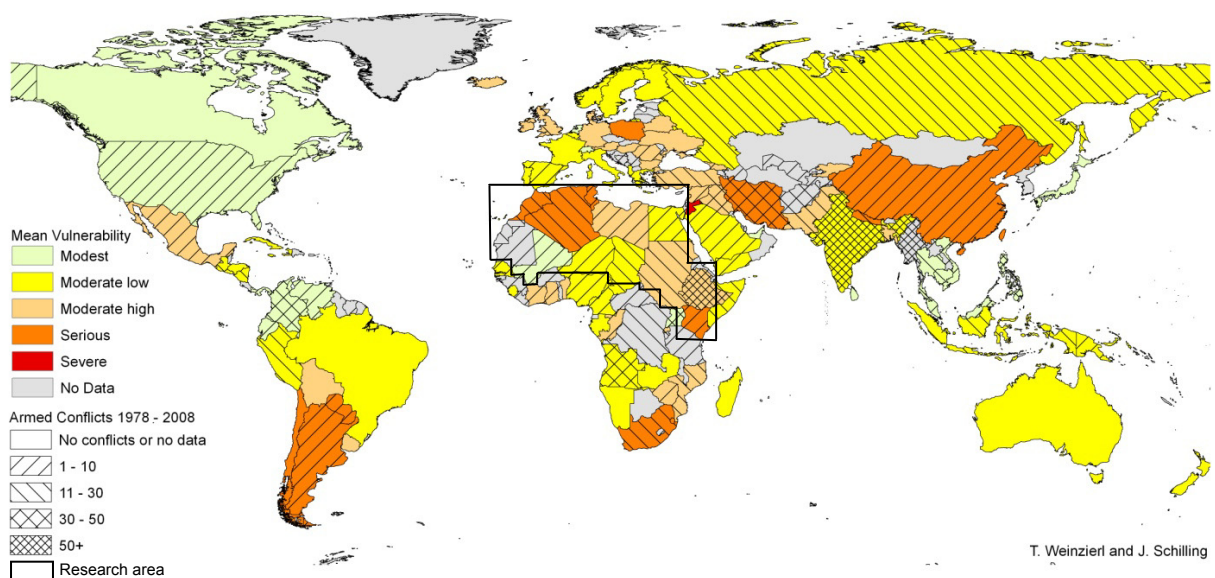 Mean Vulnerability
Modest
Moderate low
Moderate high
Serious
Severe
No Data
Armed Conflicts 1978 - 2008
No conflicts or no data
1 - 10
11 - 30
30 - 50
50+
Research area
T. Weinzierl and J. Schilling